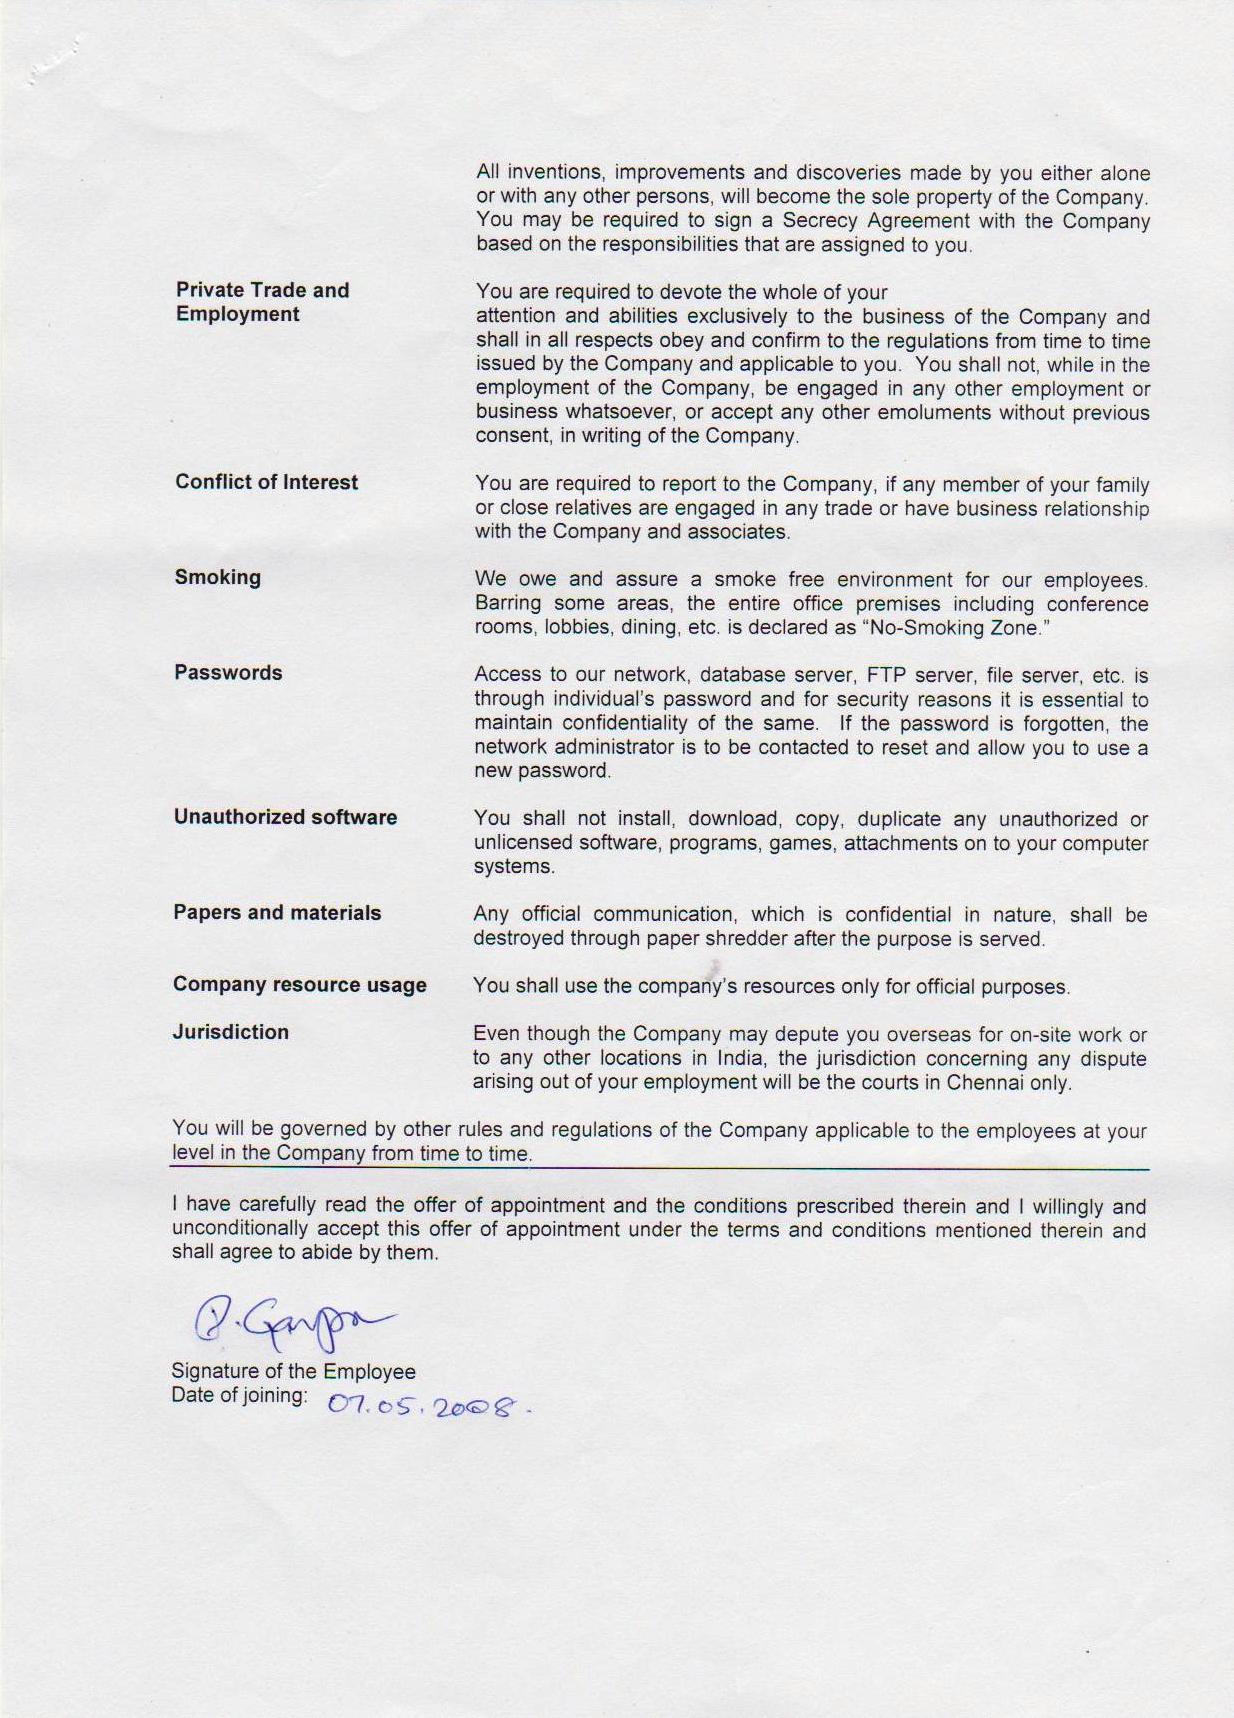 All inventions, improvements and discoveries made by you either alone
or with any other persons, will become the sole property of the Company.
You may be required to sign a Secrecy Agreement with the Company
based on the responsibilities that are assigned to you.
Private Trade and
Employment
You are required to devote the whole of your
attention and abilities exclusively to the business of the Company and
shall in all respects obey and confirm to the regulations from time to time
issued by the Company and applicable to you. You shall not, while in the
employment of the Company, be engaged in any other employment or
business whatsoever, or accept any other emoluments without previous
consent, in writing of the Company.
Conflict of Interest
You are required to report to the Company, if any member of your family
or close relatives are engaged in any trade or have business relationship
with the Company and associates.
Smoking
We owe and assure a smoke free environment for our employees.
Barring some areas, the entire office premises including conference
rooms, lobbies, dining, etc. is declared as “No-Smoking Zone.”
Passwords
Access to our network, database server, FTP server, file server, etc. is
through individual's password and for security reasons it is essential to
maintain confidentiality of the same. If the password is forgotten, the
network administrator is to be contacted to reset and allow you to use a
new password.
Unauthorized software
You shall not install, download, copy, duplicate any unauthorized or
unlicensed software, programs, games, attachments on to your computer
systems.
Papers and materials
Any official communication, which is confidential in nature, shall be
destroyed through paper shredder after the purpose is served.
Company resource usage
You shall use the company's resources only for official purposes.
Jurisdiction
Even though the Company may depute you overseas for on-site work or
to any other locations in India, the jurisdiction concerning any dispute
arising out of your employment will be the courts in Chennai only.
You will be governed by other rules and regulations of the Company applicable to the employees at your
level in the Company from time to time.
I have carefully read the offer of appointment and the conditions prescribed therein and I willingly and
unconditionally accept this offer of appointment under the terms and conditions mentioned therein and
shall agree to abide by them.
Signature of the Employee
Date of joining: 07.05.2008.